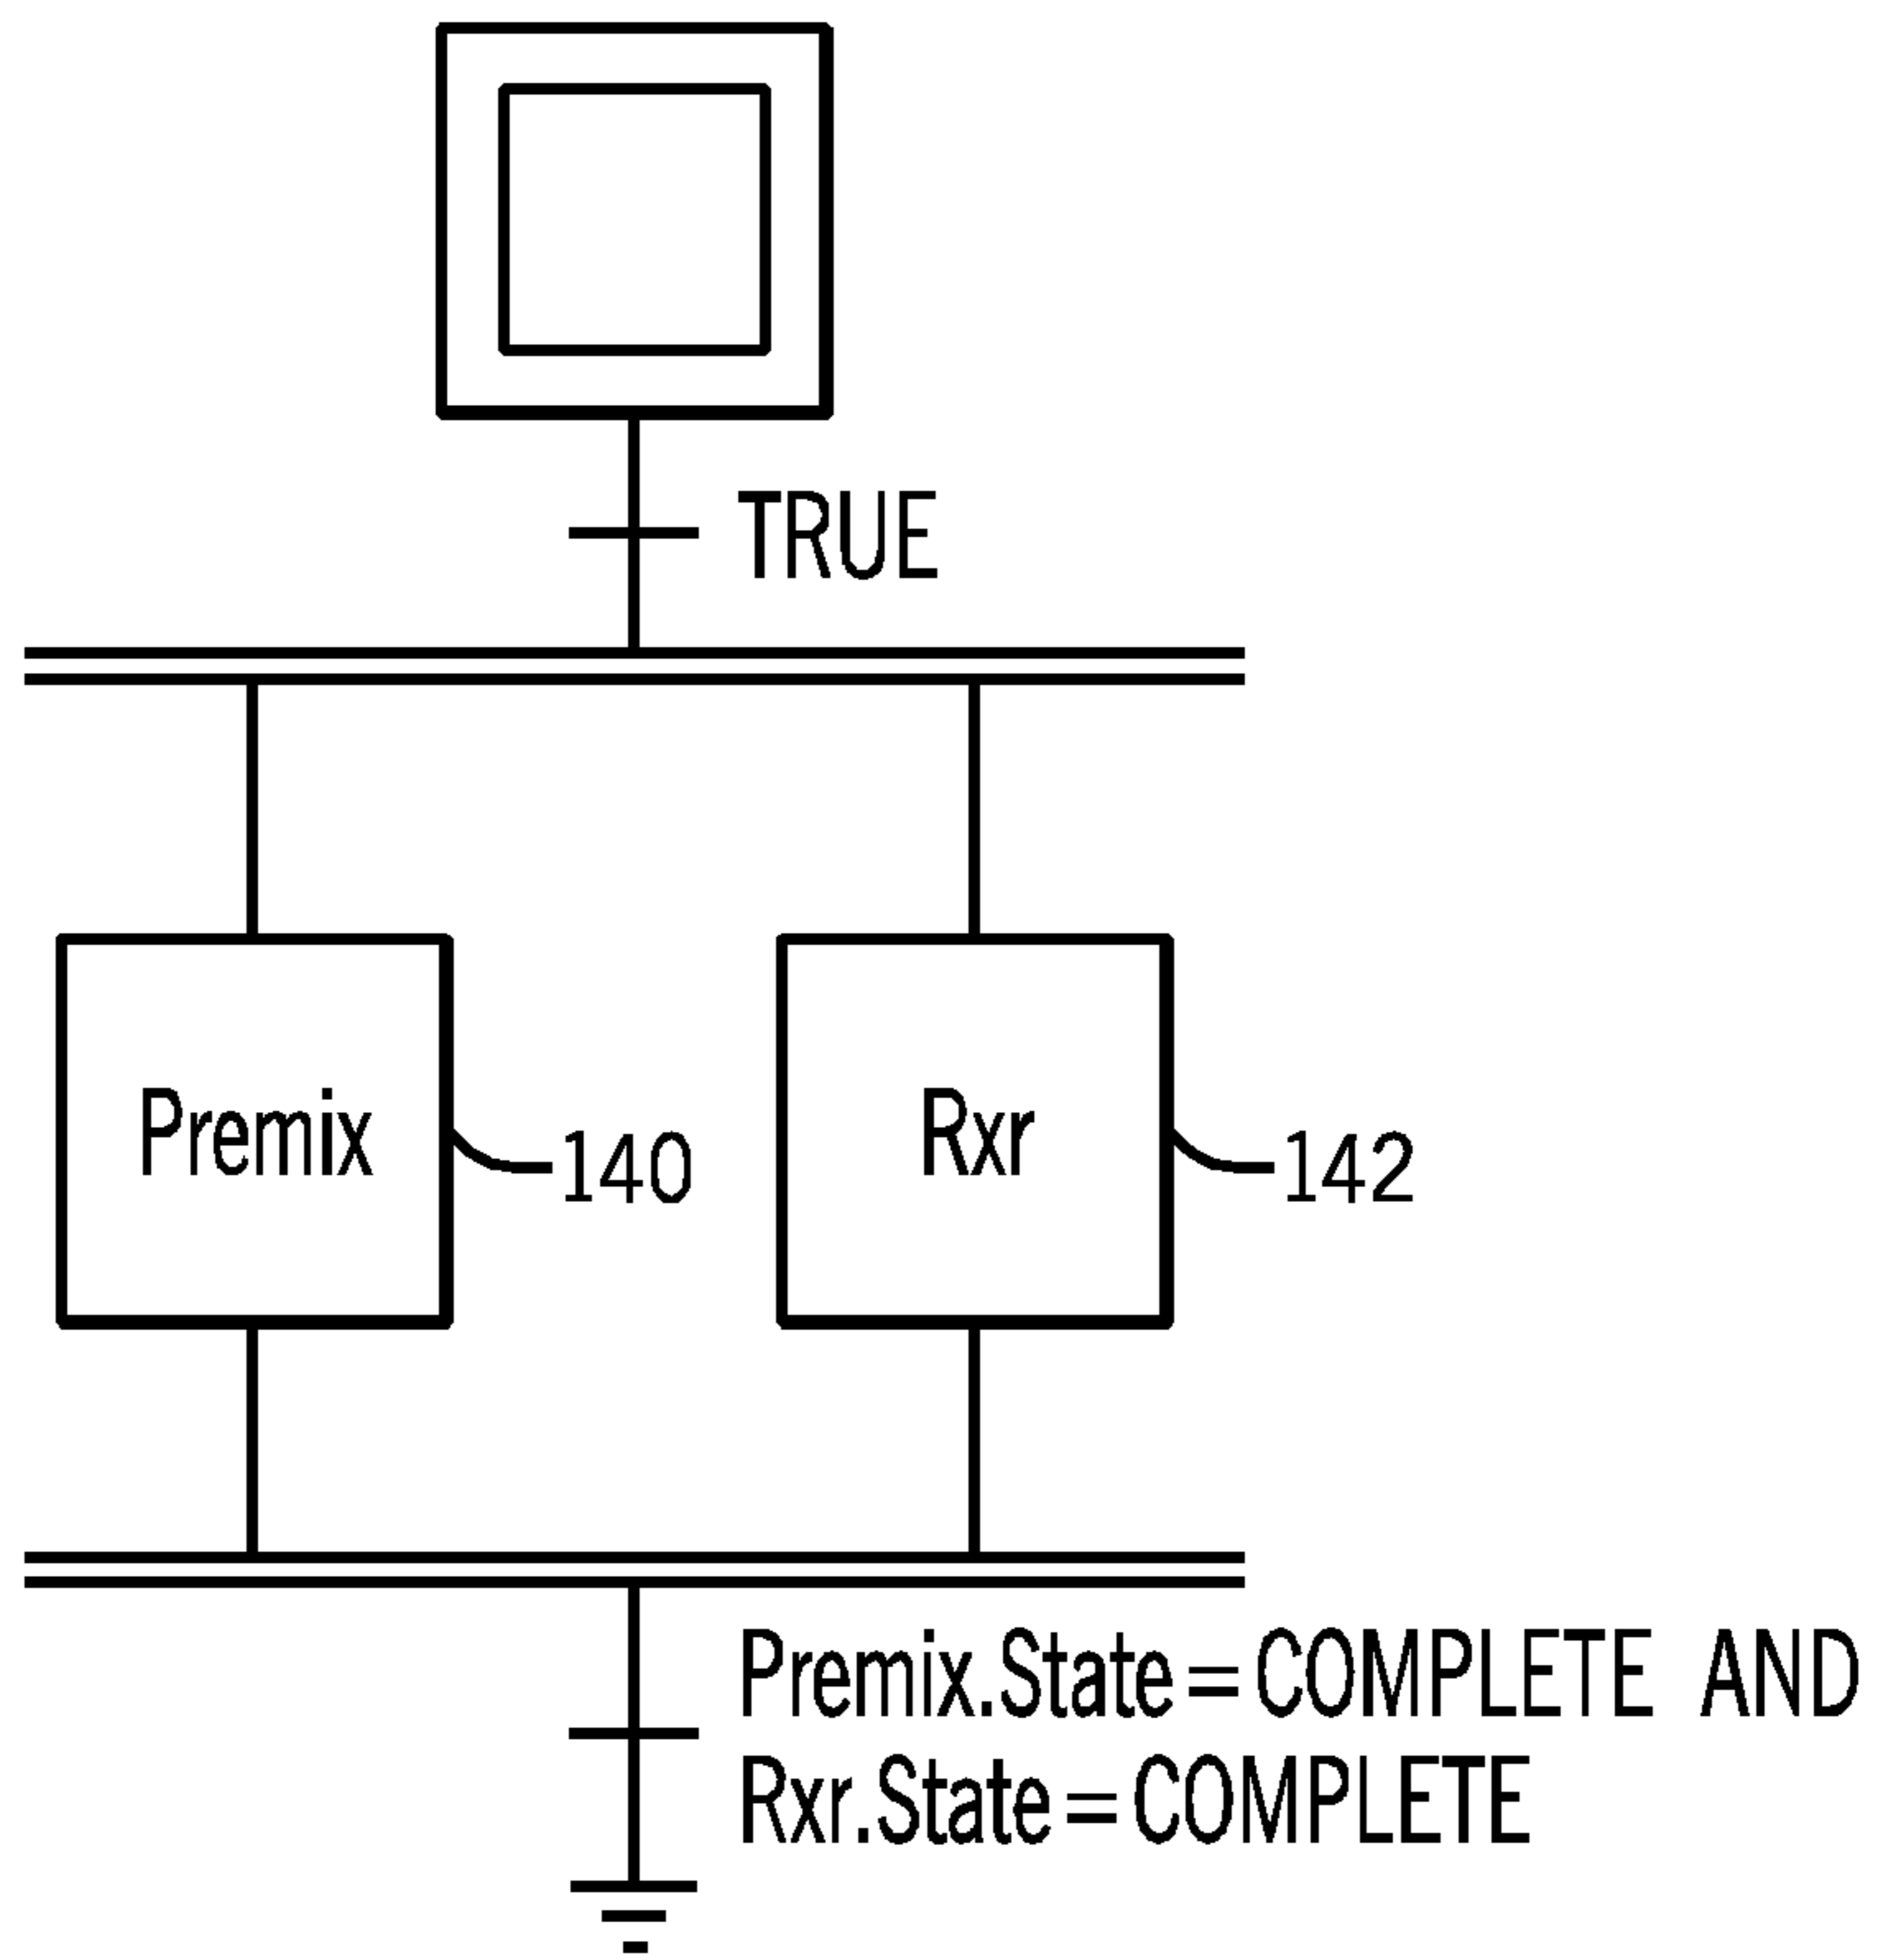 TRUE
Premix
140
Rxr
142
Premix.State=COMPLETE AND
Rxr.State=COMPLETE